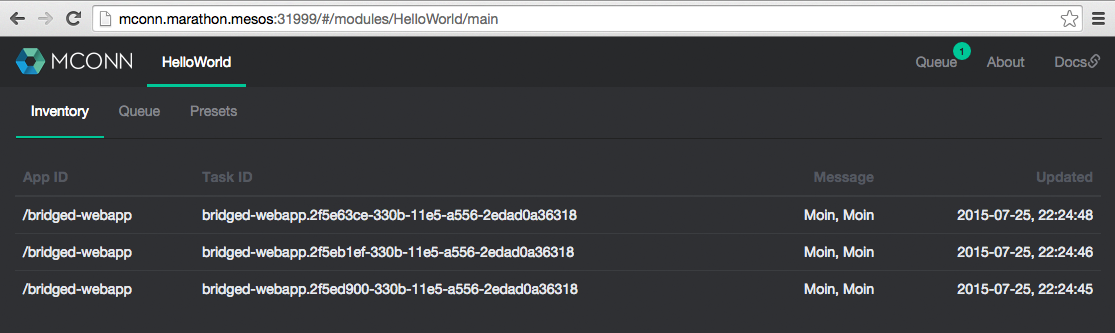 mconn.marathon.mesos:31999/#/modules/HelloWorld/main
MCONN HelloWorld Queue 1 About Docs
Inventory Queue Presets
App ID Task ID Message Updated
/bridged-webapp bridged-webapp.2f5e63ce-330b-11e5-a556-2edad0a36318 Moin, Moin 2015-07-25, 22:24:48
/bridged-webapp bridged-webapp.2f5eb1ef-330b-11e5-a556-2edad0a36318 Moin, Moin 2015-07-25, 22:24:46
/bridged-webapp bridged-webapp.2f5ed900-330b-11e5-a556-2edad0a36318 Moin, Moin 2015-07-25, 22:24:45